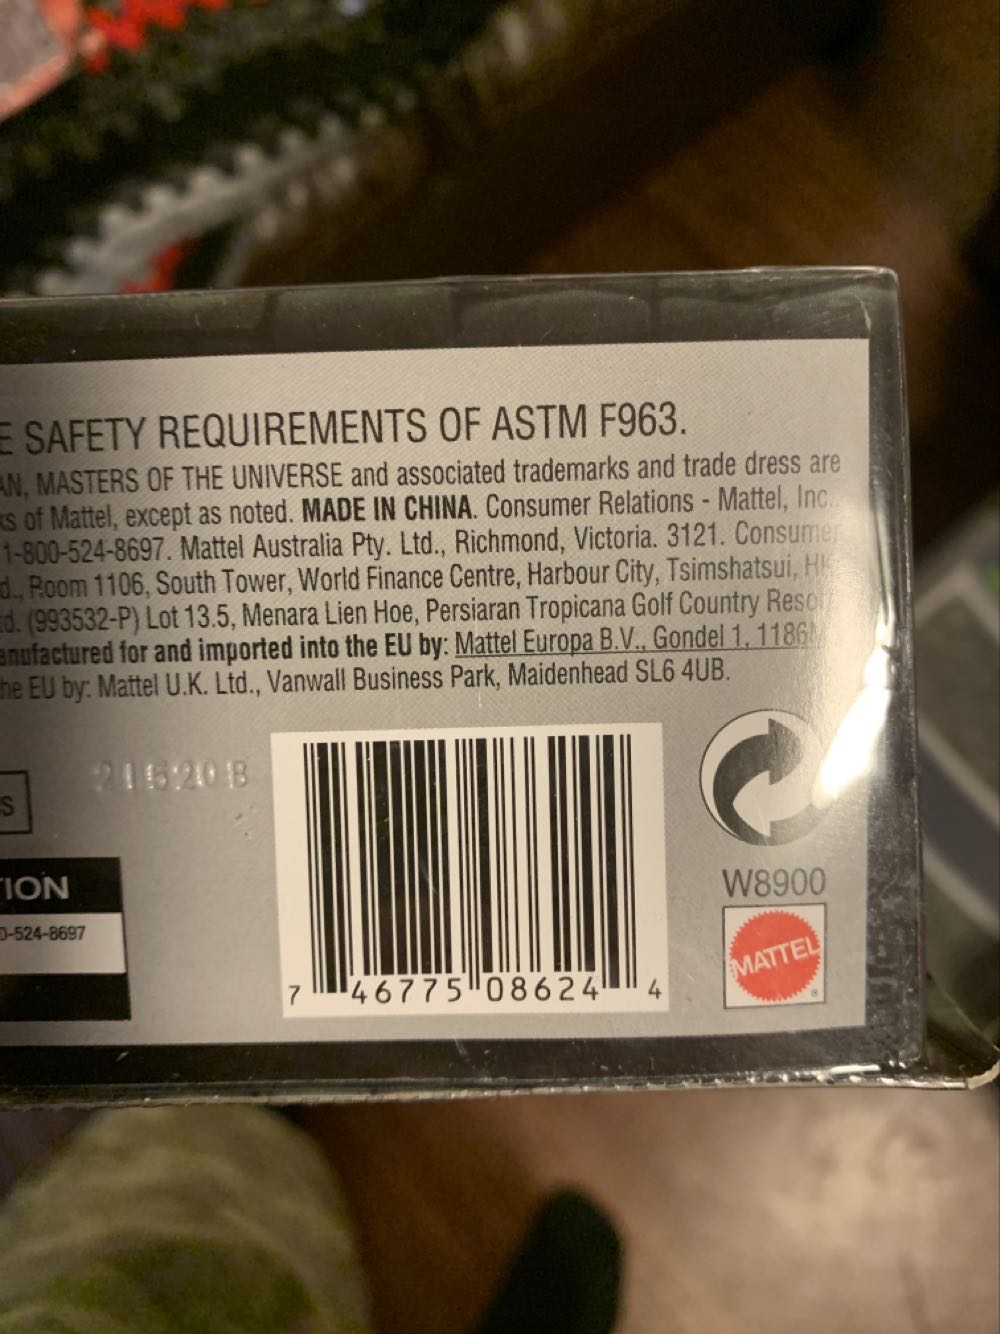 E SAFETY REQUIREMENTS OF ASTM F963.
AN, MASTERS OF THE UNIVERSE and associated trademarks and trade dress are
ks of Mattel, except as noted. MADE IN CHINA. Consumer Relations - Mattel, Inc.
1-800-524-8697. Mattel Australia Pty. Ltd., Richmond, Victoria. 3121. Consumer
d., Room 1106, South Tower, World Finance Centre, Harbour City, Tsimshatsui, HK
td. (993532-P) Lot 13.5, Menara Lien Hoe, Persiaran Tropicana Golf Country Reso
anufactured for and imported into the EU by: Mattel Europa B.V., Gondel 1, 1186
he EU by: Mattel U.K. Ltd., Vanwall Business Park, Maidenhead SL6 4UB.
S
TION
0-524-8697
7 46775 08624 4
W8900
MATTEL
®